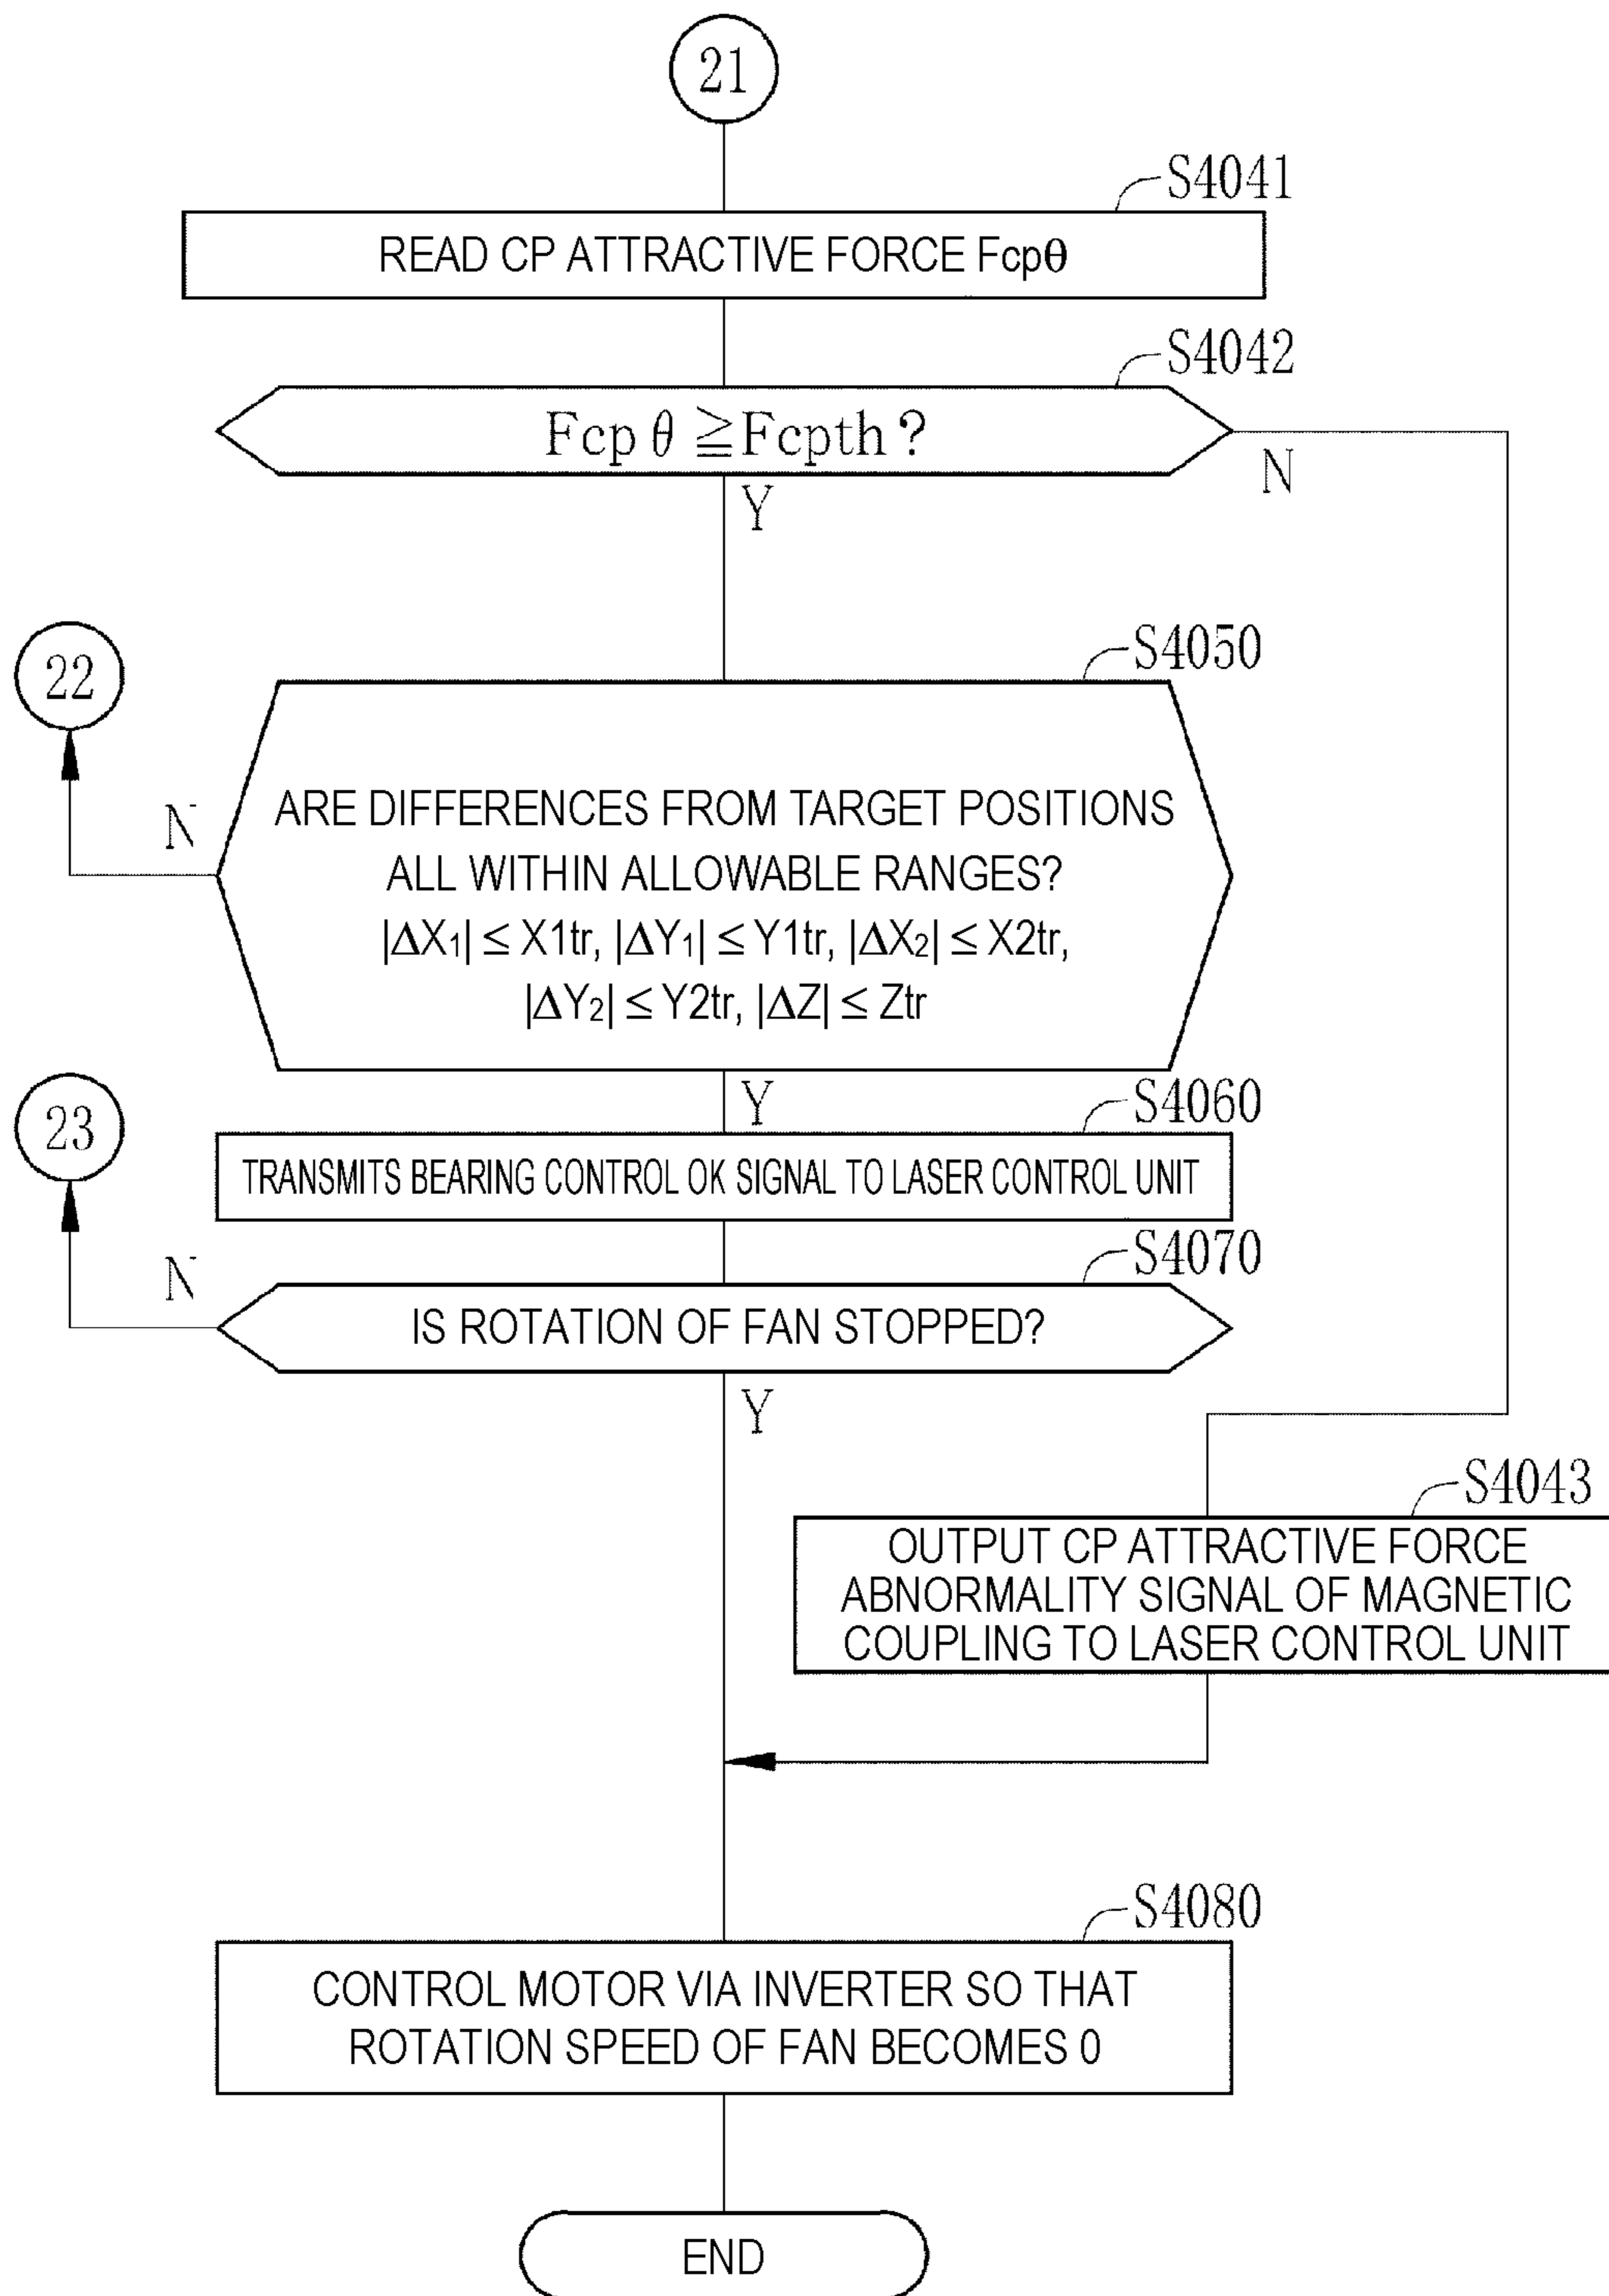 21
S4041
READ CP ATTRACTIVE FORCE Fcpθ
S4042
Fcp θ ≧ Fcpth ?
N
Y
S4050
22
N
ARE DIFFERENCES FROM TARGET POSITIONS
ALL WITHIN ALLOWABLE RANGES?
|ΔX₁| ≤ X1tr, |ΔY₁| ≤ Y1tr, |ΔX₂| ≤ X2tr,
|ΔY₂| ≤ Y2tr, |ΔZ| ≤ Ztr
Y
S4060
23
TRANSMITS BEARING CONTROL OK SIGNAL TO LASER CONTROL UNIT
S4070
N
IS ROTATION OF FAN STOPPED?
Y
S4043
OUTPUT CP ATTRACTIVE FORCE
ABNORMALITY SIGNAL OF MAGNETIC
COUPLING TO LASER CONTROL UNIT
S4080
CONTROL MOTOR VIA INVERTER SO THAT
ROTATION SPEED OF FAN BECOMES 0
END